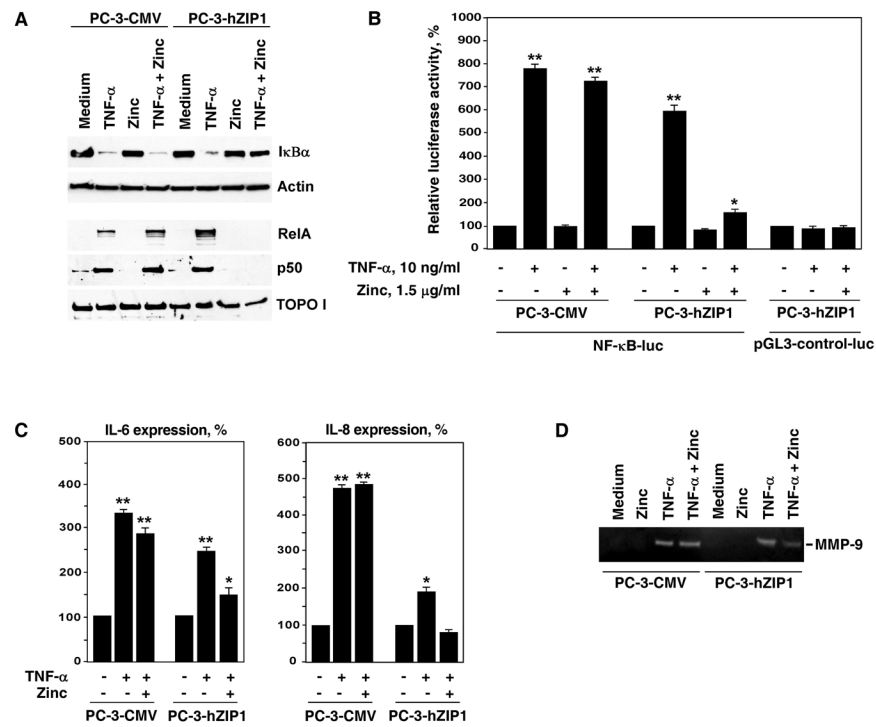 A
PC-3-CMV PC-3-hZIP1
Medium
TNF-α
Zinc
TNF-α + Zinc
Medium
TNF-α
Zinc
TNF-α + Zinc
IκBα
Actin
RelA
p50
TOPO I
B
Relative luciferase activity, %
1000
900
800
700
600
500
400
300
200
100
0
** ** ** *
TNF-α, 10 ng/ml - + - + - + - + - + +
Zinc, 1.5 μg/ml - - + + - - + + - - +
PC-3-CMV PC-3-hZIP1 PC-3-hZIP1
NF-κB-luc pGL3-control-luc
C
IL-6 expression, %
500
400
300
200
100
0
** ** ** *
TNF-α - + + - + +
Zinc - - + - - +
PC-3-CMV PC-3-hZIP1
IL-8 expression, %
600
500
400
300
200
100
0
** ** *
- + + - + +
- - + - - +
PC-3-CMV PC-3-hZIP1
D
Medium
Zinc
TNF-α
TNF-α + Zinc
Medium
Zinc
TNF-α
TNF-α + Zinc
-MMP-9
PC-3-CMV PC-3-hZIP1